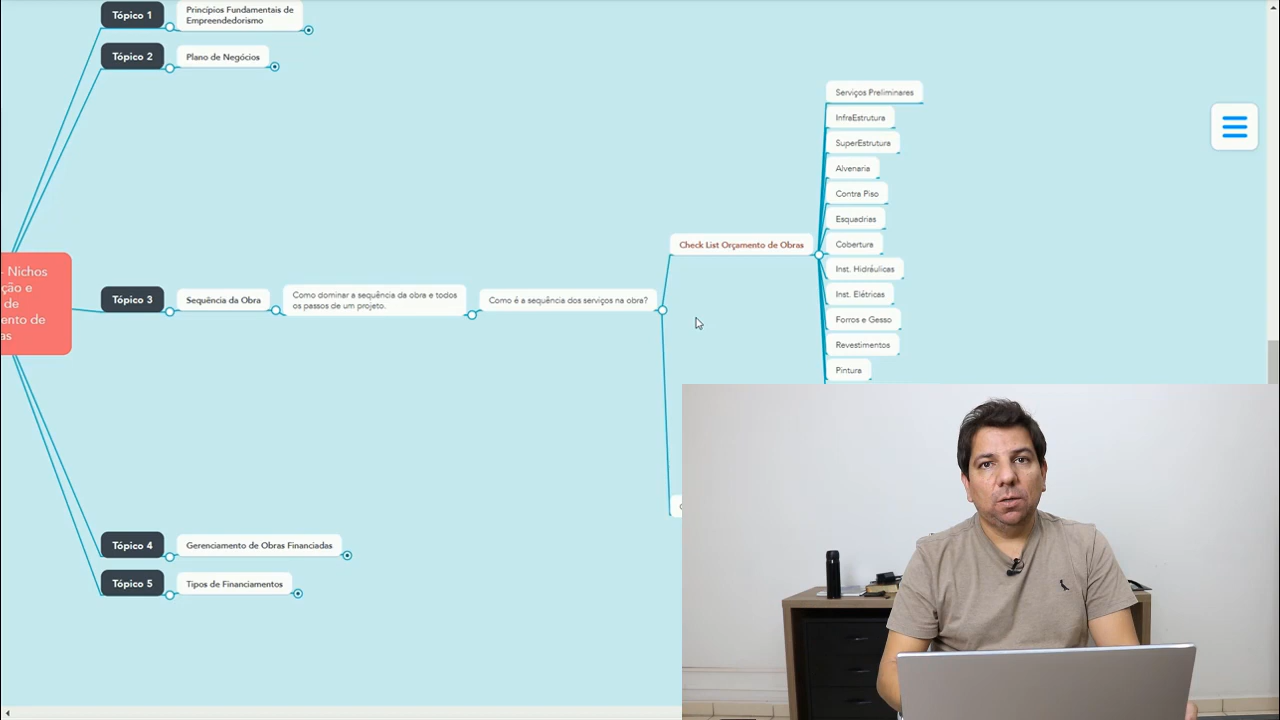 Tópico 1
Princípios Fundamentais de
Empreendedorismo
Tópico 2
Plano de Negócios
- Nichos
ção e
de
ento de
as
Tópico 3
Sequência da Obra
Como dominar a sequência da obra e todos
os passos de um projeto.
Como é a sequência dos serviços na obra?
Check List Orçamento de Obras
Serviços Preliminares
InfraEstrutura
SuperEstrutura
Alvenaria
Contra Piso
Esquadrias
Cobertura
Inst. Hidráulicas
Inst. Elétricas
Forros e Gesso
Revestimentos
Pintura
Tópico 4
Gerenciamento de Obras Financiadas
Tópico 5
Tipos de Financiamentos